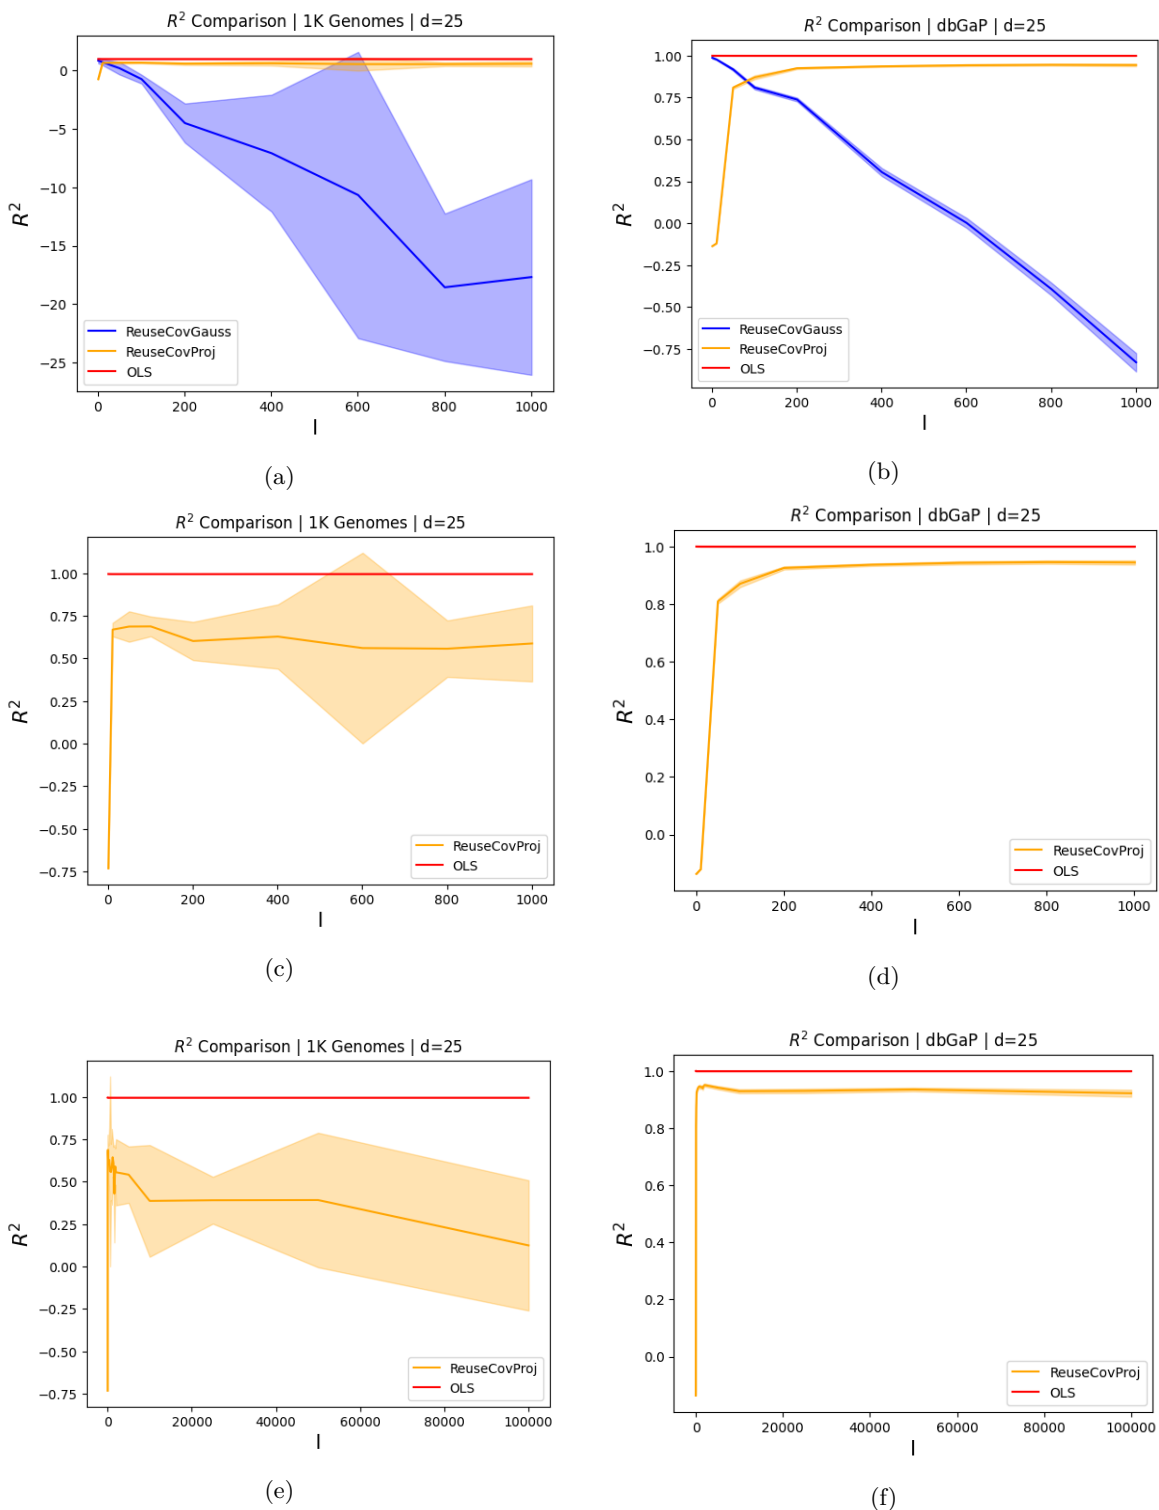 R² Comparison | 1K Genomes | d=25
0
−5
−10
−15
−20
−25
R²
ReuseCovGauss
ReuseCovProj
OLS
0 200 400 600 800 1000
l
(a)
R² Comparison | dbGaP | d=25
1.00
0.75
0.50
0.25
0.00
−0.25
−0.50
−0.75
R²
ReuseCovGauss
ReuseCovProj
OLS
0 200 400 600 800 1000
l
(b)
R² Comparison | 1K Genomes | d=25
1.00
0.75
0.50
0.25
0.00
−0.25
−0.50
−0.75
R²
ReuseCovProj
OLS
0 200 400 600 800 1000
l
(c)
R² Comparison | dbGaP | d=25
1.0
0.8
0.6
0.4
0.2
0.0
R²
ReuseCovProj
OLS
0 200 400 600 800 1000
l
(d)
R² Comparison | 1K Genomes | d=25
1.00
0.75
0.50
0.25
0.00
−0.25
−0.50
−0.75
R²
ReuseCovProj
OLS
0 20000 40000 60000 80000 100000
l
(e)
R² Comparison | dbGaP | d=25
1.0
0.8
0.6
0.4
0.2
0.0
R²
ReuseCovProj
OLS
0 20000 40000 60000 80000 100000
l
(f)